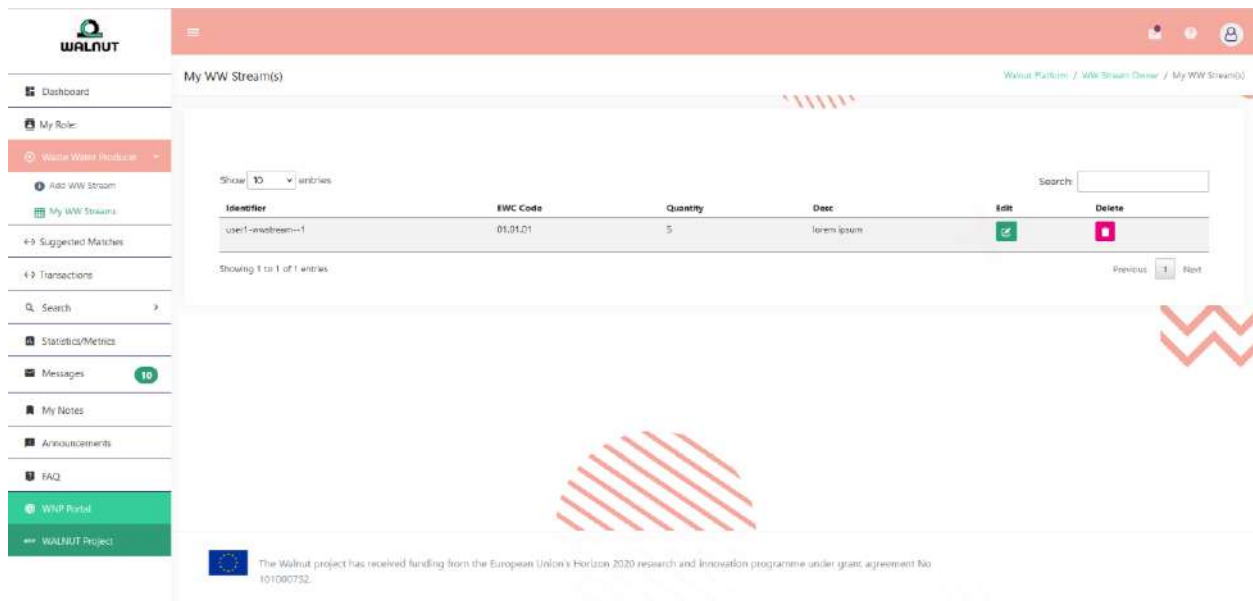 WALNUT
Dashboard
My Role:
Waste Water Producer
Add WW Stream
My WW Streams
Suggested Matches
Transactions
Search
Statistics/Metrics
Messages 10
My Notes
Announcements
FAQ
WNP Portal
WALNUT Project
My WW Stream(s)
Walnut Platform / WW Stream Owner / My WW Stream(s)
Show 10 entries
Search:
Identifier EWC Code Quantity Desc Edit Delete
user1-wwstream--1 01.01.01 5 lorem ipsum
Showing 1 to 1 of 1 entries
Previous 1 Next
The Walnut project has received funding from the European Union's Horizon 2020 research and innovation programme under grant agreement No
101000752.